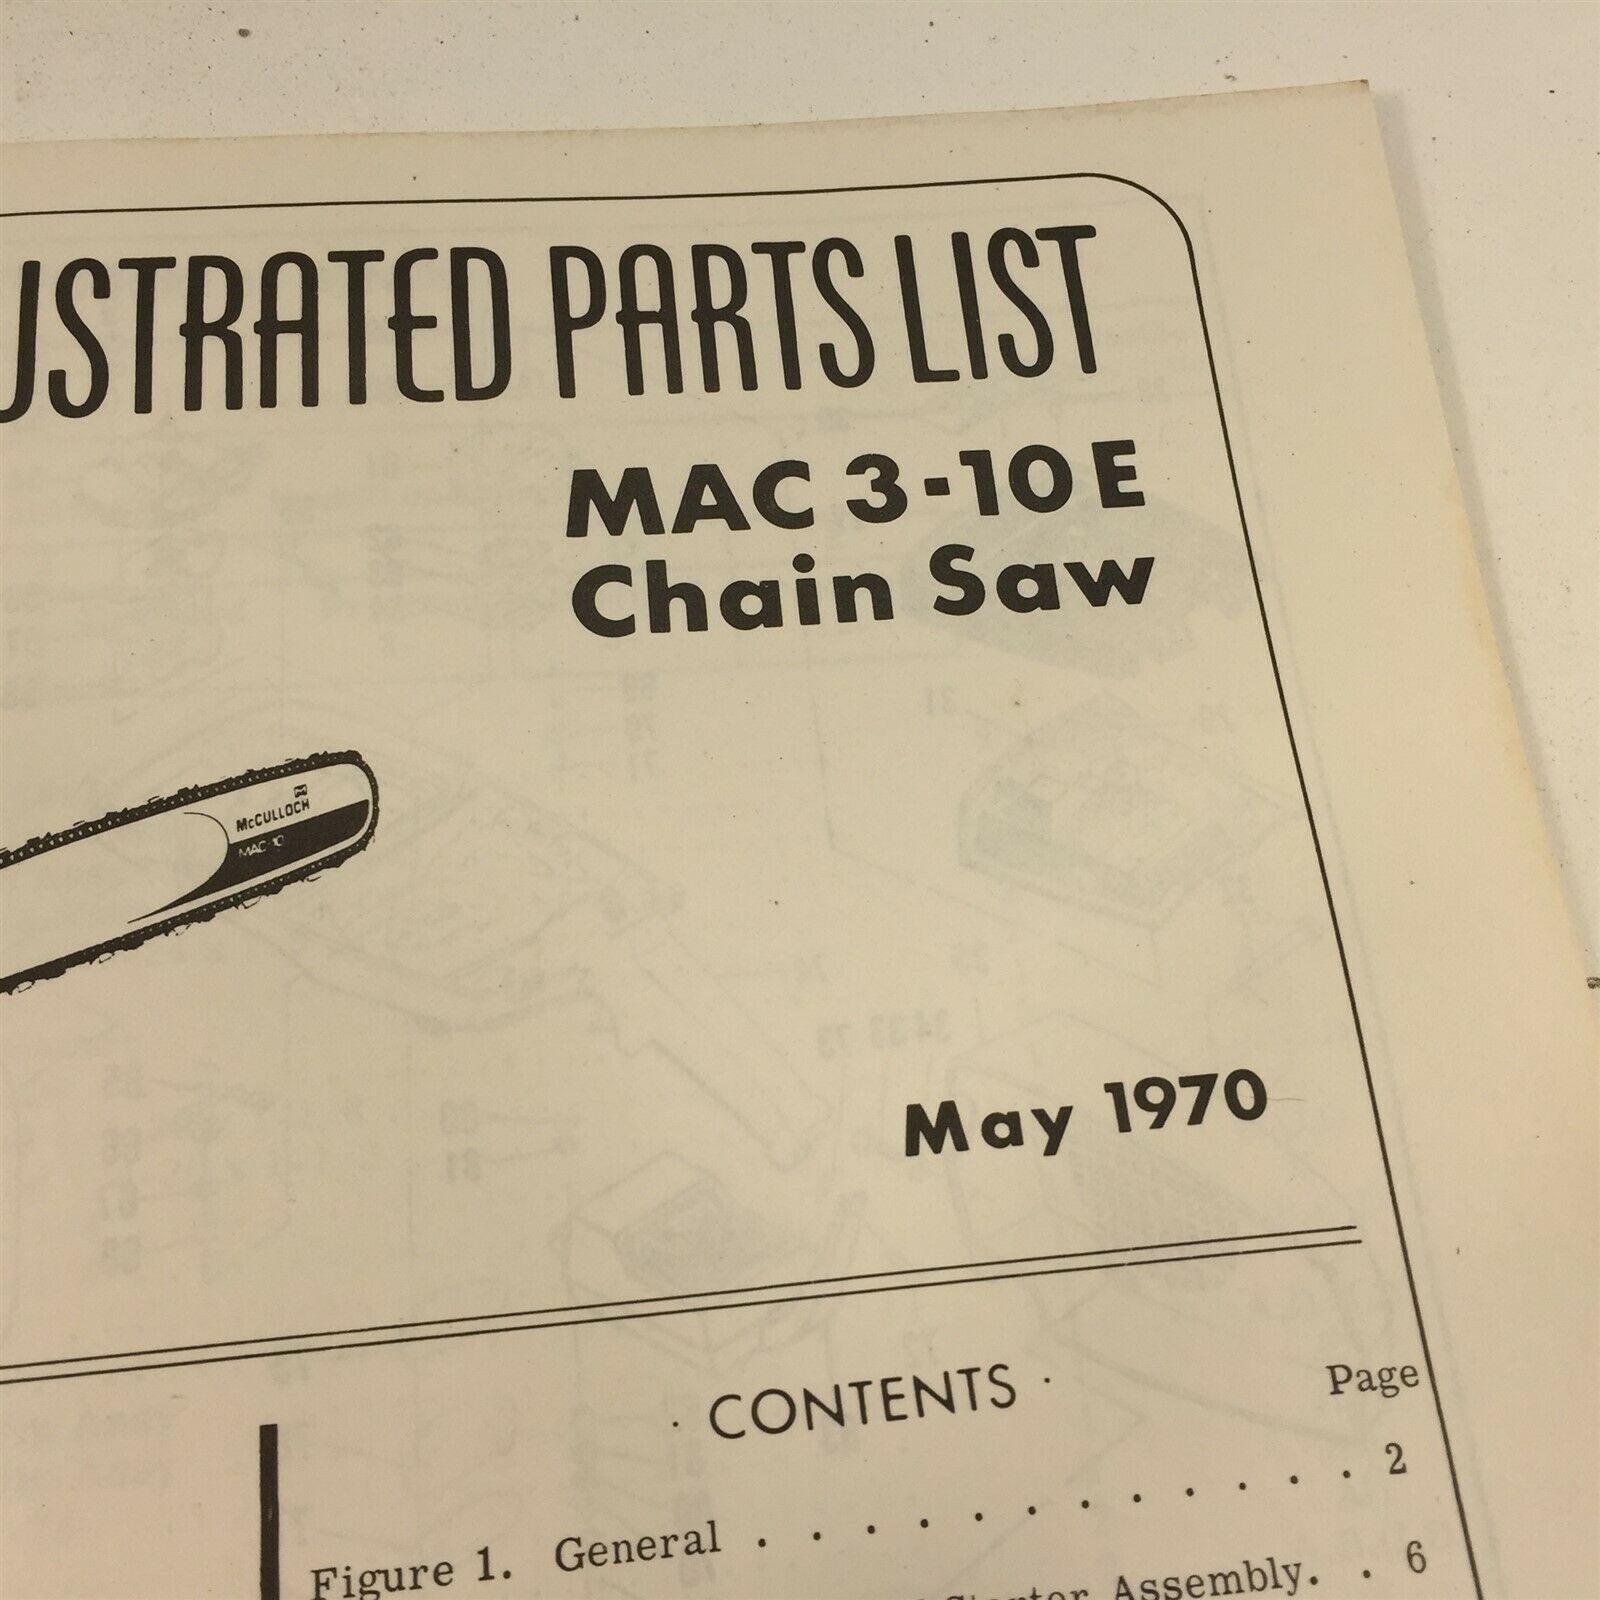 USTRATED PARTS LIST
MAC 3-10E
Chain Saw
McCULLOCH
MAC 10
May 1970
CONTENTS
Page
Figure 1. General . . . . . . . . . . . . 2
Starter Assembly. . 6